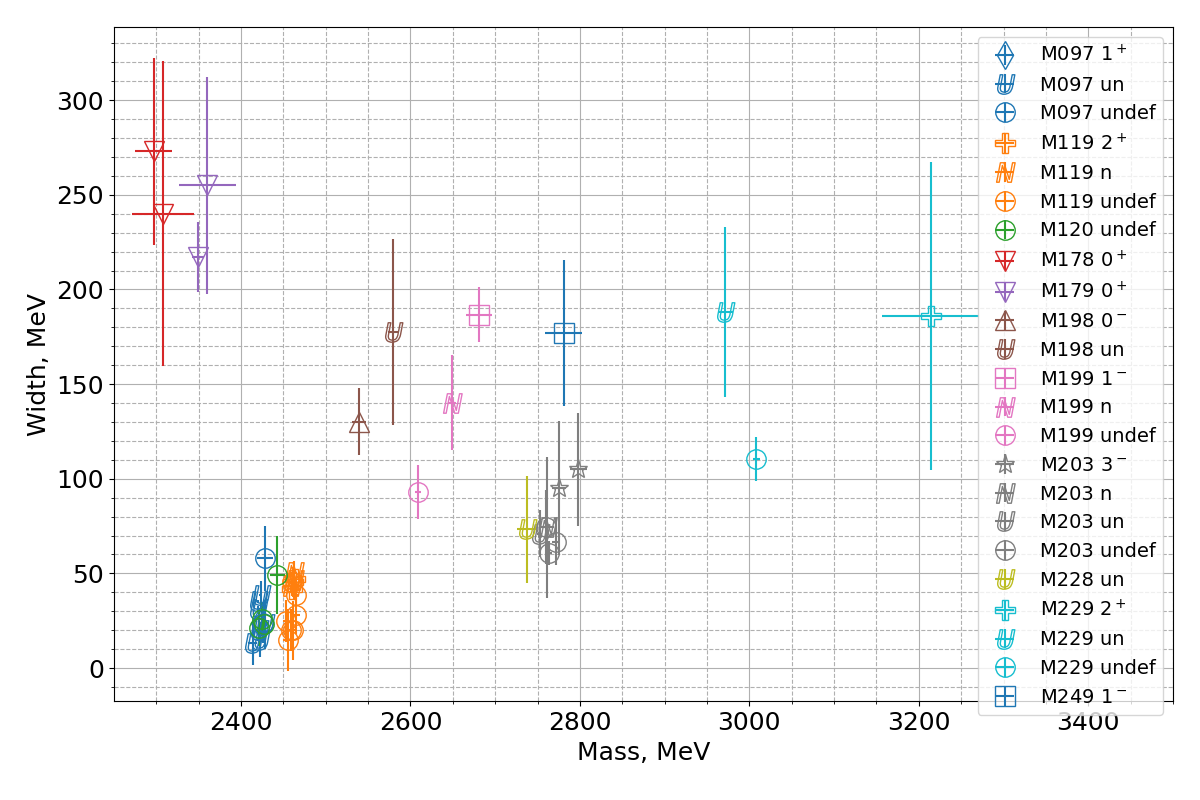 Width, MeV
300
250
200
150
100
50
0
2400
2600
2800
3000
3200
3400
Mass, MeV
M097 1⁺
M097 un
M097 undef
M119 2⁺
M119 n
M119 undef
M120 undef
M178 0⁺
M179 0⁺
M198 0⁻
M198 un
M199 1⁻
M199 n
M199 undef
M203 3⁻
M203 n
M203 un
M203 undef
M228 un
M229 2⁺
M229 un
M229 undef
M249 1⁻